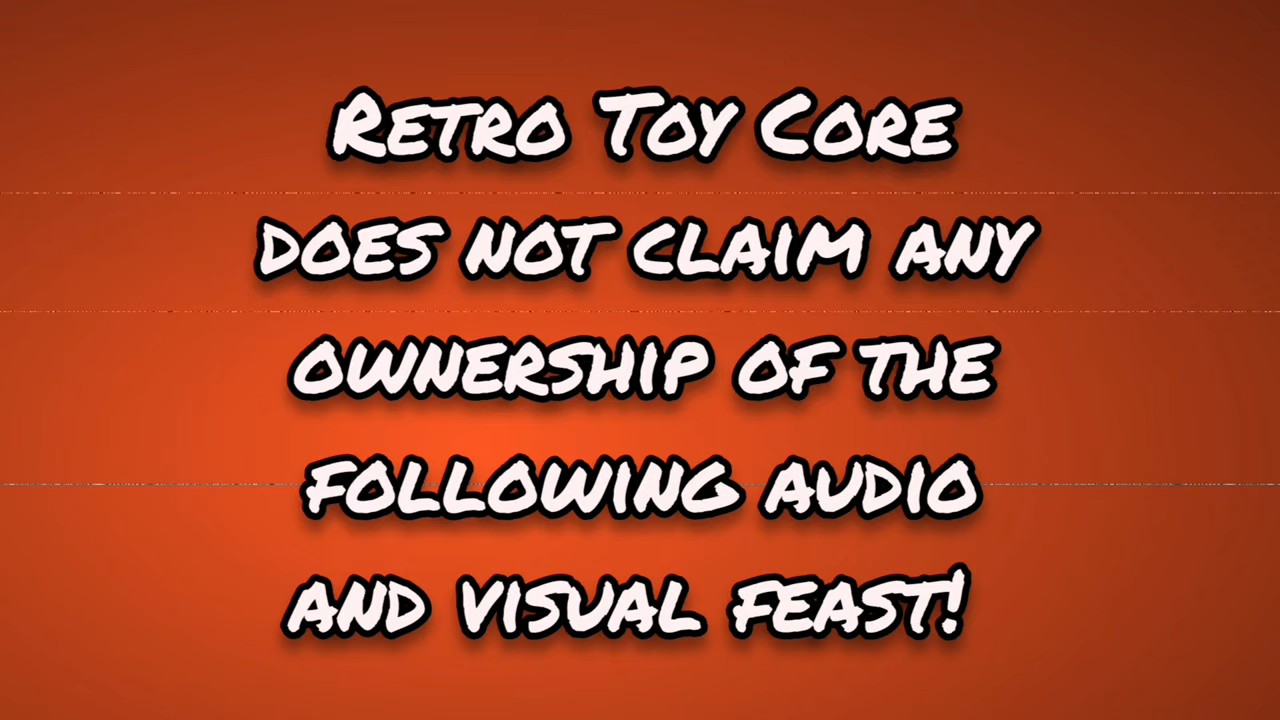 Retro Toy Core
does not claim any
ownership of the
following audio
and visual feast!